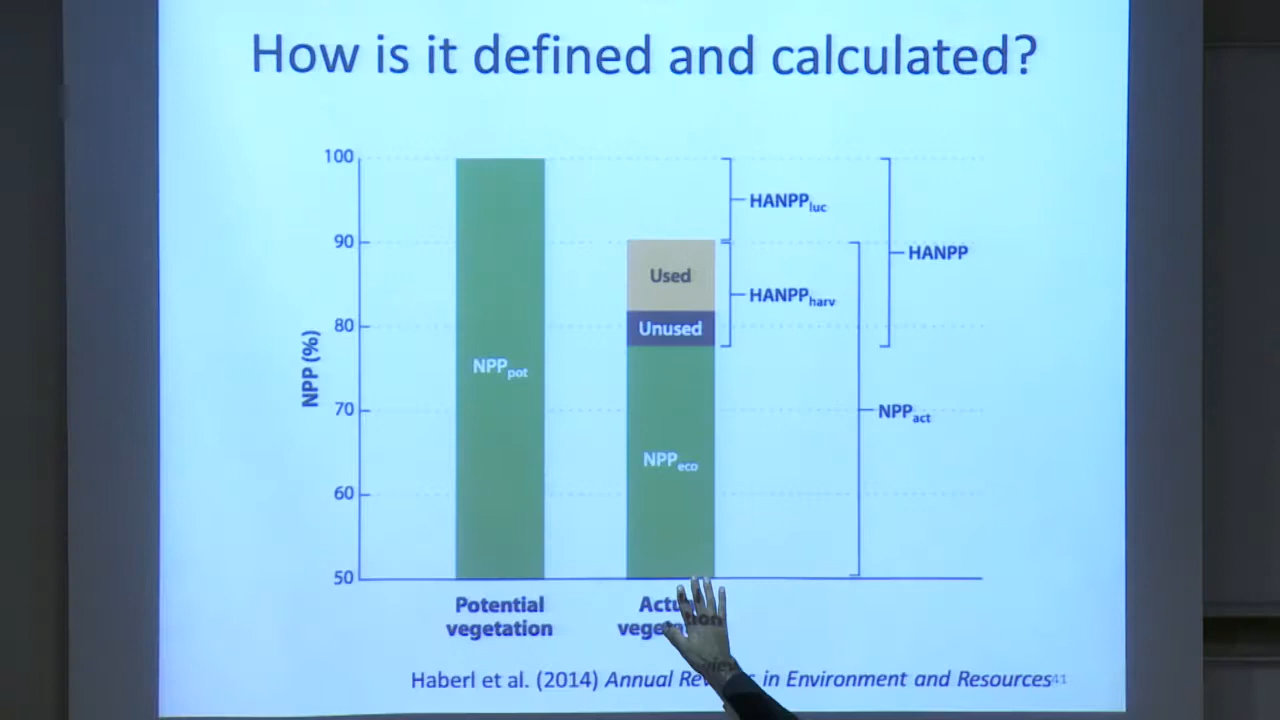 How is it defined and calculated?
100
90
80
70
60
50
NPP (%)
NPPpot
Used
Unused
NPPeco
HANPPluc
HANPPharv
HANPP
NPPact
Potential
vegetation
Haberl et al. (2014) Annual in Environment and Resources
41